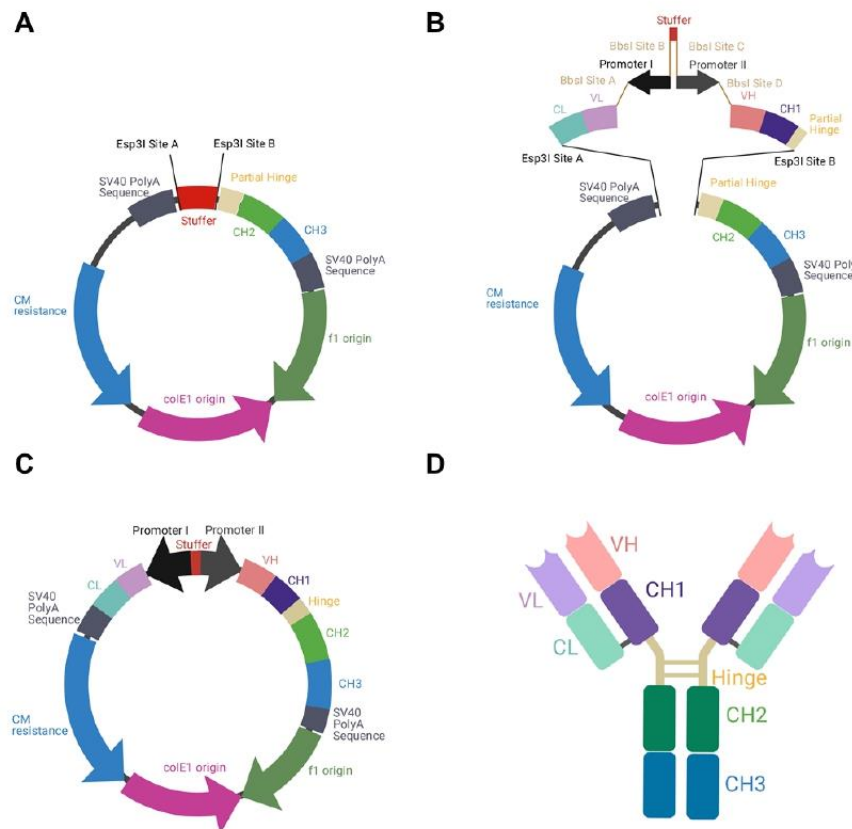 A
Esp3I Site A
Esp3I Site B
SV40 PolyA
Sequence
Stuffer
Partial Hinge
CH2
CH3
SV40 PolyA
Sequence
CM
resistance
f1 origin
colE1 origin
B
Stuffer
BbsI Site B
BbsI Site C
Promoter I
Promoter II
BbsI Site A
BbsI Site D
VL
VH
CL
CH1
Partial
Hinge
Esp3I Site A
Esp3I Site B
SV40 PolyA
Sequence
Partial Hinge
CH2
CH3
SV40 Poly
Sequence
CM
resistance
f1 origin
colE1 origin
C
Promoter I
Promoter II
Stuffer
VL
VH
CL
CH1
SV40
PolyA
Sequence
Hinge
CH2
CH3
SV40
PolyA
Sequence
CM
resistance
f1 origin
colE1 origin
D
VH
VL
CH1
CL
Hinge
CH2
CH3